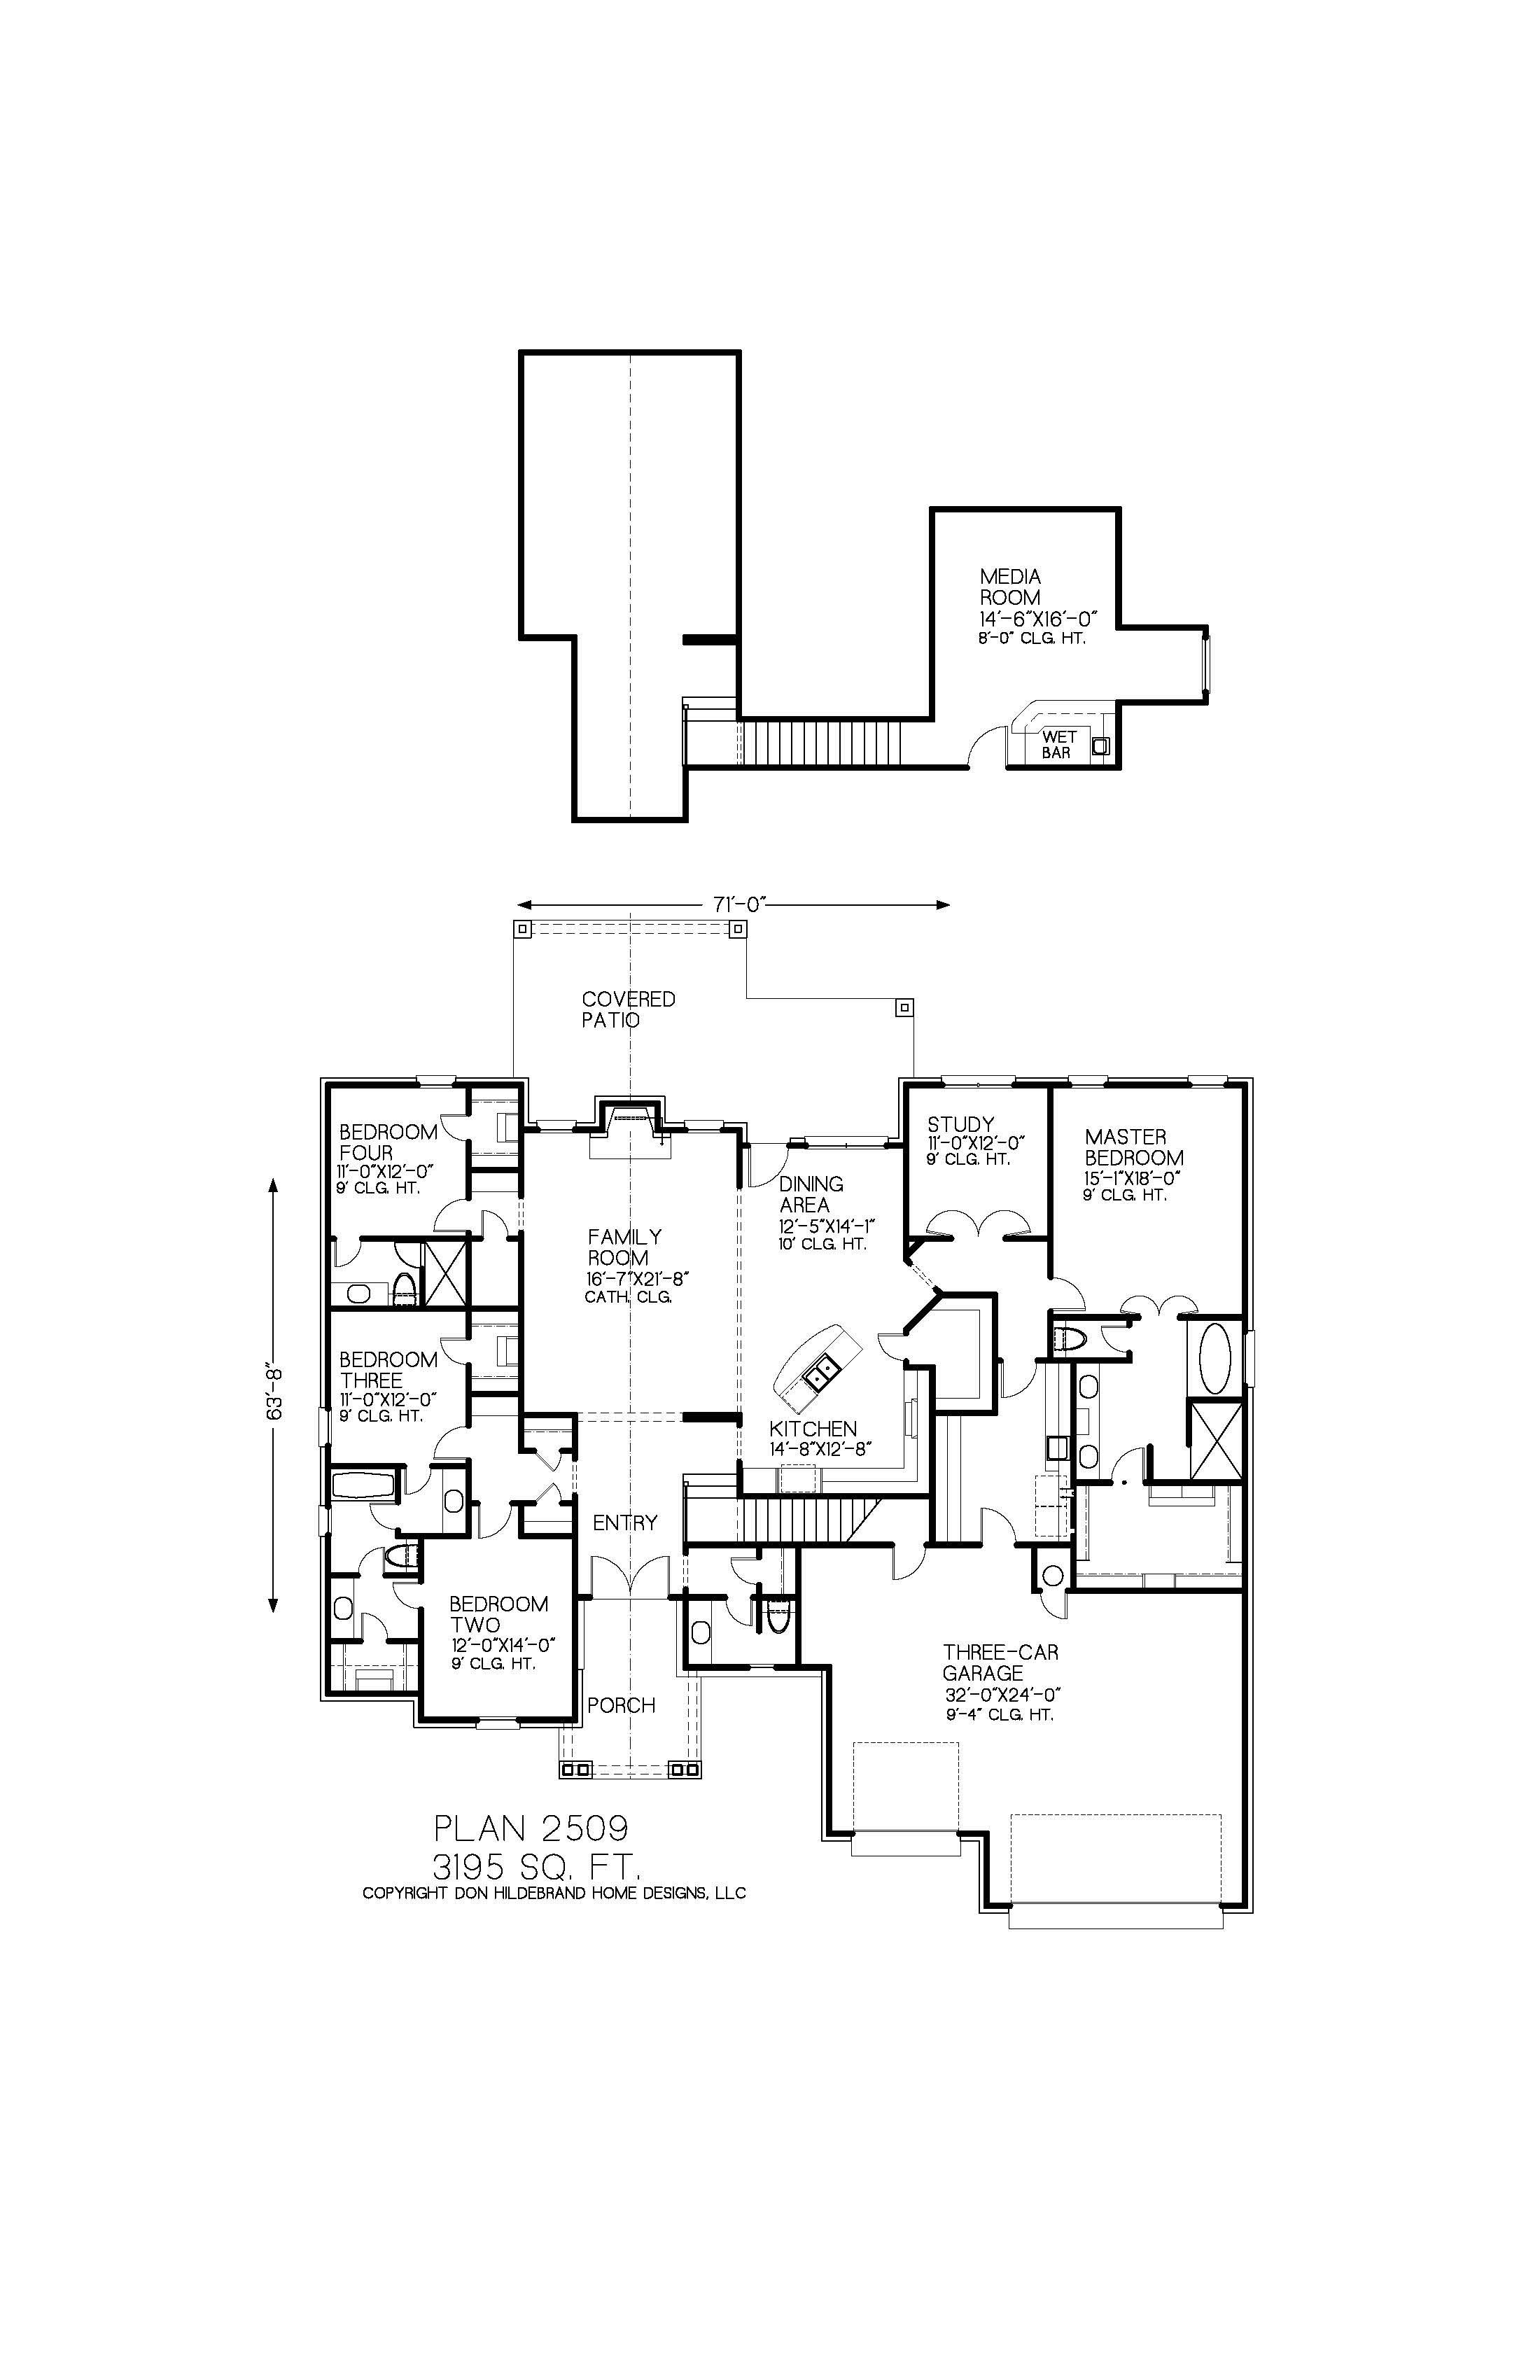 MEDIA
ROOM
14'-6"X16'-0"
8'-0" CLG. HT.
WET
BAR
71'-0"
COVERED
PATIO
BEDROOM
FOUR
11'-0"X12'-0"
9' CLG. HT.
STUDY
11'-0"X12'-0"
9' CLG. HT.
MASTER
BEDROOM
15'-1"X18'-0"
9' CLG. HT.
DINING
AREA
12'-5"X14'-1"
10' CLG. HT.
FAMILY
ROOM
16'-7"X21'-8"
CATH. CLG.
63'-8"
BEDROOM
THREE
11'-0"X12'-0"
9' CLG. HT.
KITCHEN
14'-8"X12'-8"
ENTRY
BEDROOM
TWO
12'-0"X14'-0"
9' CLG. HT.
THREE-CAR
GARAGE
32'-0"X24'-0"
9'-4" CLG. HT.
PORCH
PLAN 2509
3195 SQ. FT.
COPYRIGHT DON HILDEBRAND HOME DESIGNS, LLC